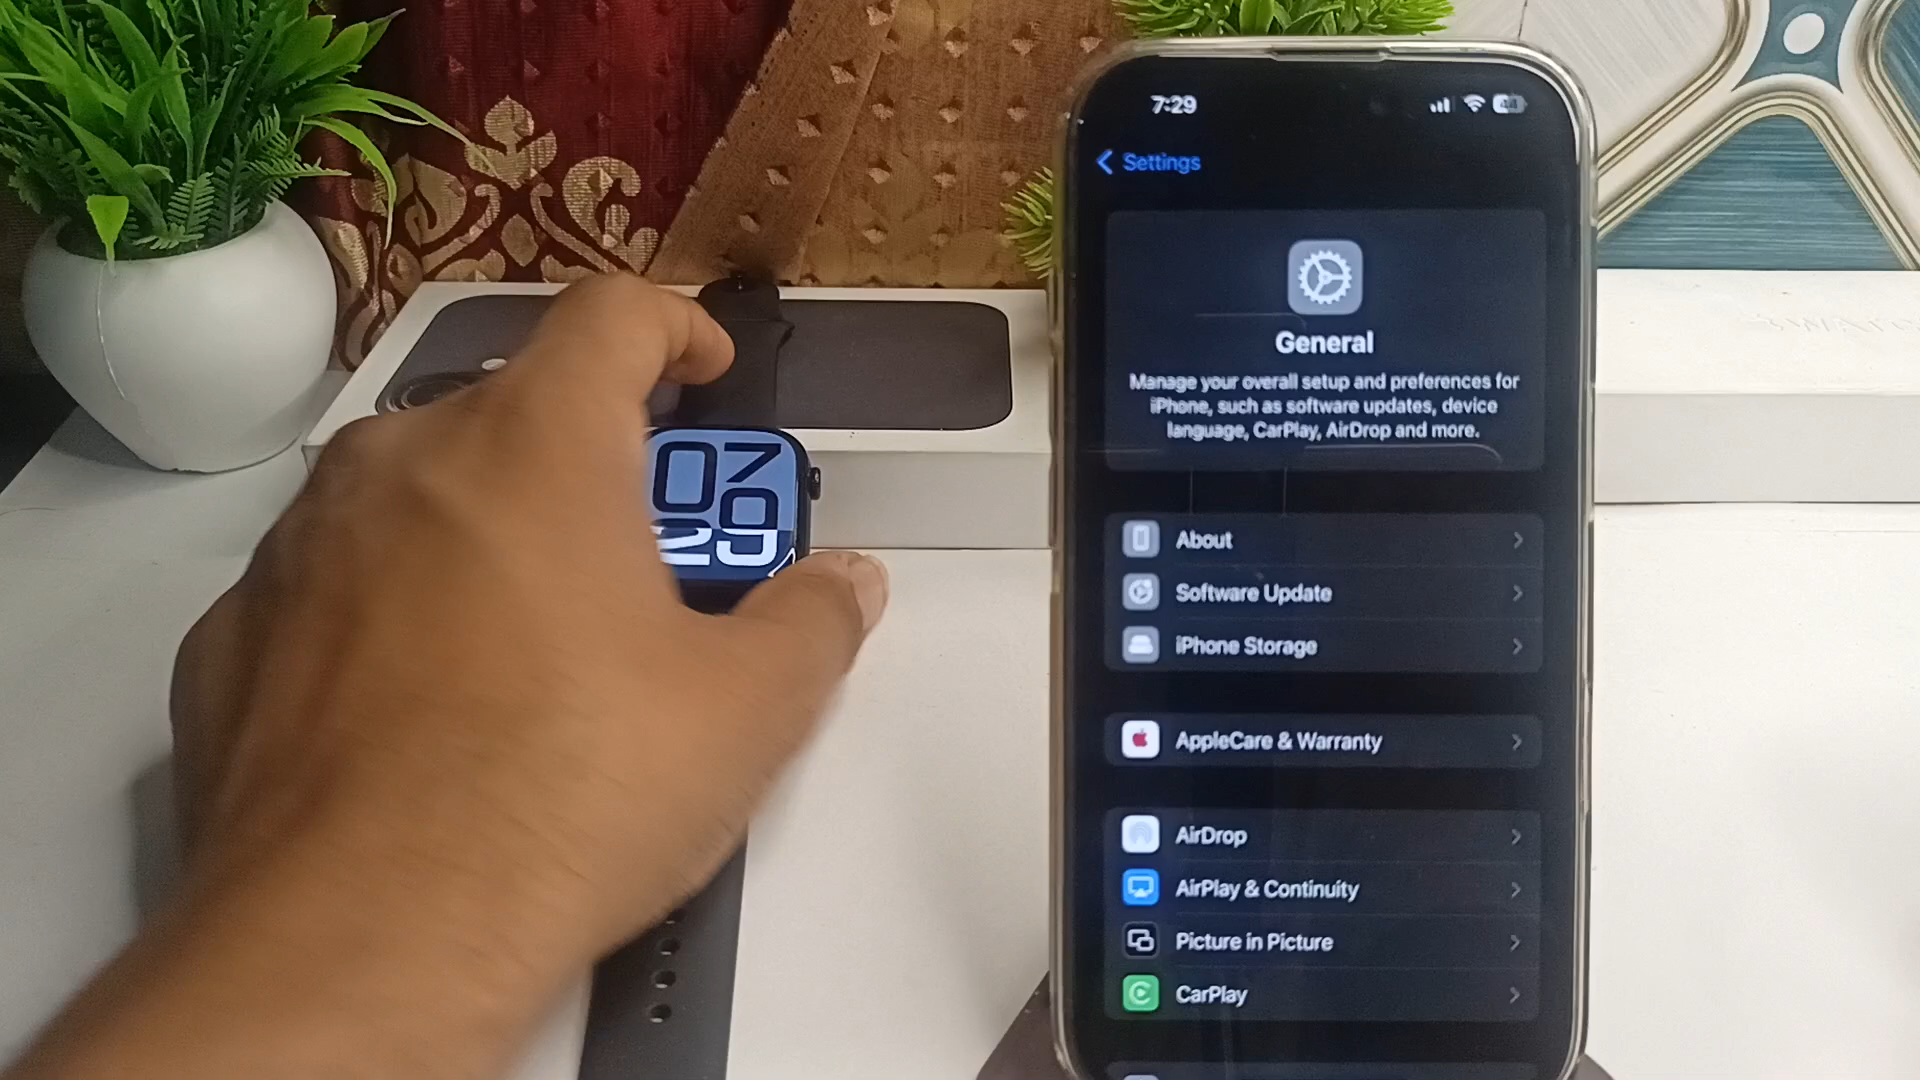 07
29
7:29
44
Settings
General
Manage your overall setup and preferences for
iPhone, such as software updates, device
language, CarPlay, AirDrop and more.
About
Software Update
iPhone Storage
AppleCare & Warranty
AirDrop
AirPlay & Continuity
Picture in Picture
CarPlay